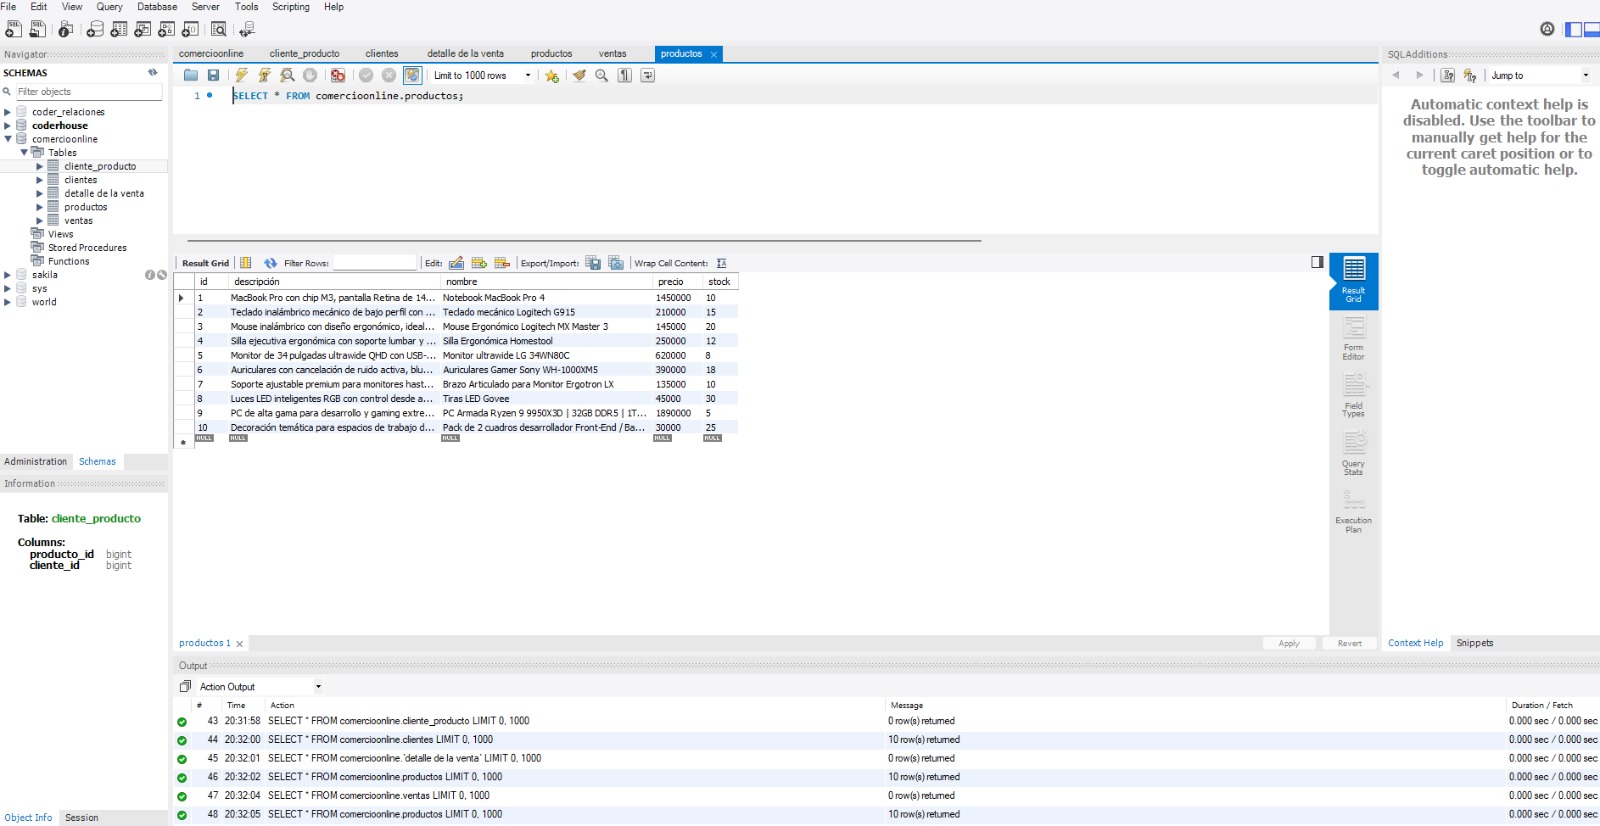 File Edit View Query Database Server Tools Scripting Help
Navigator
SCHEMAS
Filter objects
coder_relaciones
coderhouse
comercioonline
Tables
cliente_producto
clientes
detalle de la venta
productos
ventas
Views
Stored Procedures
Functions
sakila
sys
world
Administration Schemas
Information
Table: cliente_producto
Columns:
producto_id bigint
cliente_id bigint
Object Info Session
comercioonline cliente_producto clientes detalle de la venta productos ventas productos
Limit to 1000 rows
1 SELECT * FROM comercioonline.productos;
Result Grid Filter Rows: Edit: Export/Import: Wrap Cell Content:
id descripción nombre precio stock
1 MacBook Pro con chip M3, pantalla Retina de 14... Notebook MacBook Pro 4 1450000 10
2 Teclado inalámbrico mecánico de bajo perfil con ... Teclado mecánico Logitech G915 210000 15
3 Mouse inalámbrico con diseño ergonómico, ideal... Mouse Ergonómico Logitech MX Master 3 145000 20
4 Silla ejecutiva ergonómica con soporte lumbar y ... Silla Ergonómica Homestool 250000 12
5 Monitor de 34 pulgadas ultrawide QHD con USB-... Monitor ultrawide LG 34WN80C 620000 8
6 Auriculares con cancelación de ruido activa, blu... Auriculares Gamer Sony WH-1000XM5 390000 18
7 Soporte ajustable premium para monitores hast... Brazo Articulado para Monitor Ergotron LX 135000 10
8 Luces LED inteligentes RGB con control desde a... Tiras LED Govee 45000 30
9 PC de alta gama para desarrollo y gaming extre... PC Armada Ryzen 9 9950X3D | 32GB DDR5 | 1T... 1890000 5
10 Decoración temática para espacios de trabajo d... Pack de 2 cuadros desarrollador Front-End / Ba... 30000 25
NULL NULL NULL NULL NULL
Result Grid
Form Editor
Field Types
Query Stats
Execution Plan
productos 1 Apply Revert
SQLAdditions
Jump to
Automatic context help is
disabled. Use the toolbar to
manually get help for the
current caret position or to
toggle automatic help.
Context Help Snippets
Output
Action Output
# Time Action Message Duration / Fetch
43 20:31:58 SELECT * FROM comercioonline.cliente_producto LIMIT 0, 1000 0 row(s) returned 0.000 sec / 0.000 sec
44 20:32:00 SELECT * FROM comercioonline.clientes LIMIT 0, 1000 10 row(s) returned 0.000 sec / 0.000 sec
45 20:32:01 SELECT * FROM comercioonline.`detalle de la venta` LIMIT 0, 1000 0 row(s) returned 0.000 sec / 0.000 sec
46 20:32:02 SELECT * FROM comercioonline.productos LIMIT 0, 1000 10 row(s) returned 0.000 sec / 0.000 sec
47 20:32:04 SELECT * FROM comercioonline.ventas LIMIT 0, 1000 0 row(s) returned 0.000 sec / 0.000 sec
48 20:32:05 SELECT * FROM comercioonline.productos LIMIT 0, 1000 10 row(s) returned 0.000 sec / 0.000 sec